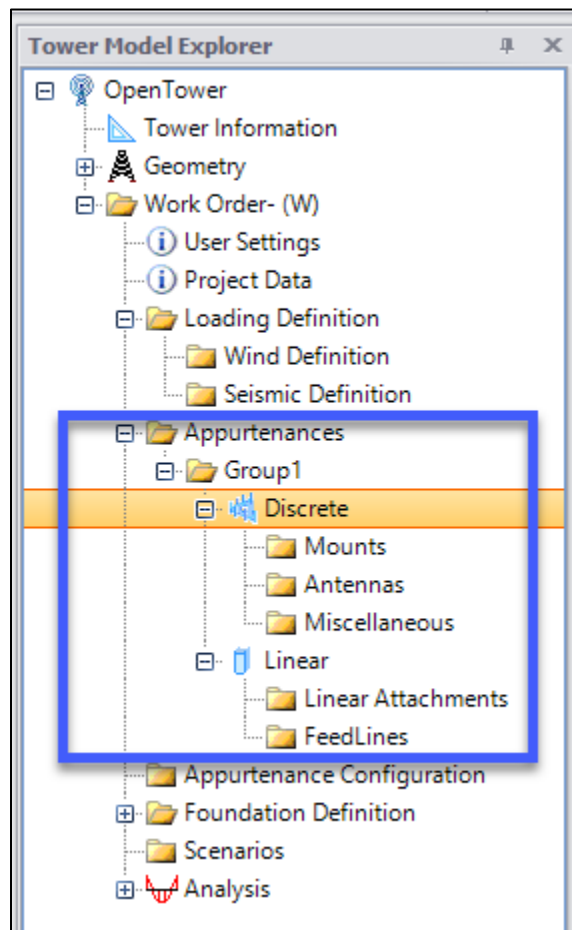 Tower Model Explorer
OpenTower
Tower Information
Geometry
Work Order- (W)
User Settings
Project Data
Loading Definition
Wind Definition
Seismic Definition
Appurtenances
Group1
Discrete
Mounts
Antennas
Miscellaneous
Linear
Linear Attachments
FeedLines
Appurtenance Configuration
Foundation Definition
Scenarios
Analysis